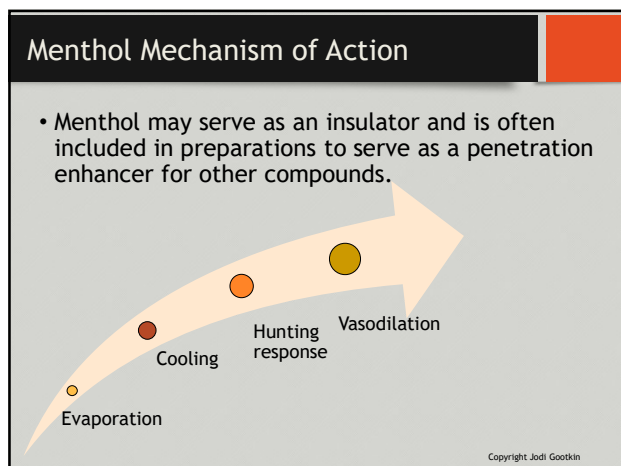 Menthol Mechanism of Action
• Menthol may serve as an insulator and is often
included in preparations to serve as a penetration
enhancer for other compounds.
Evaporation
Cooling
Hunting
response
Vasodilation
Copyright Jodi Gootkin